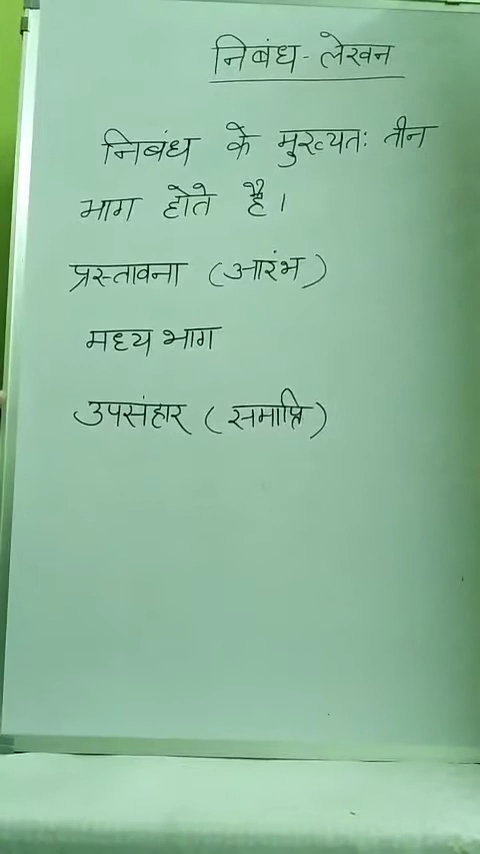 निबंध-लेखन
निबंध के मुख्यतः तीन
भाग होते है।
प्रस्तावना (आरंभ)
मध्य भाग
उपसंहार (समाप्ति)